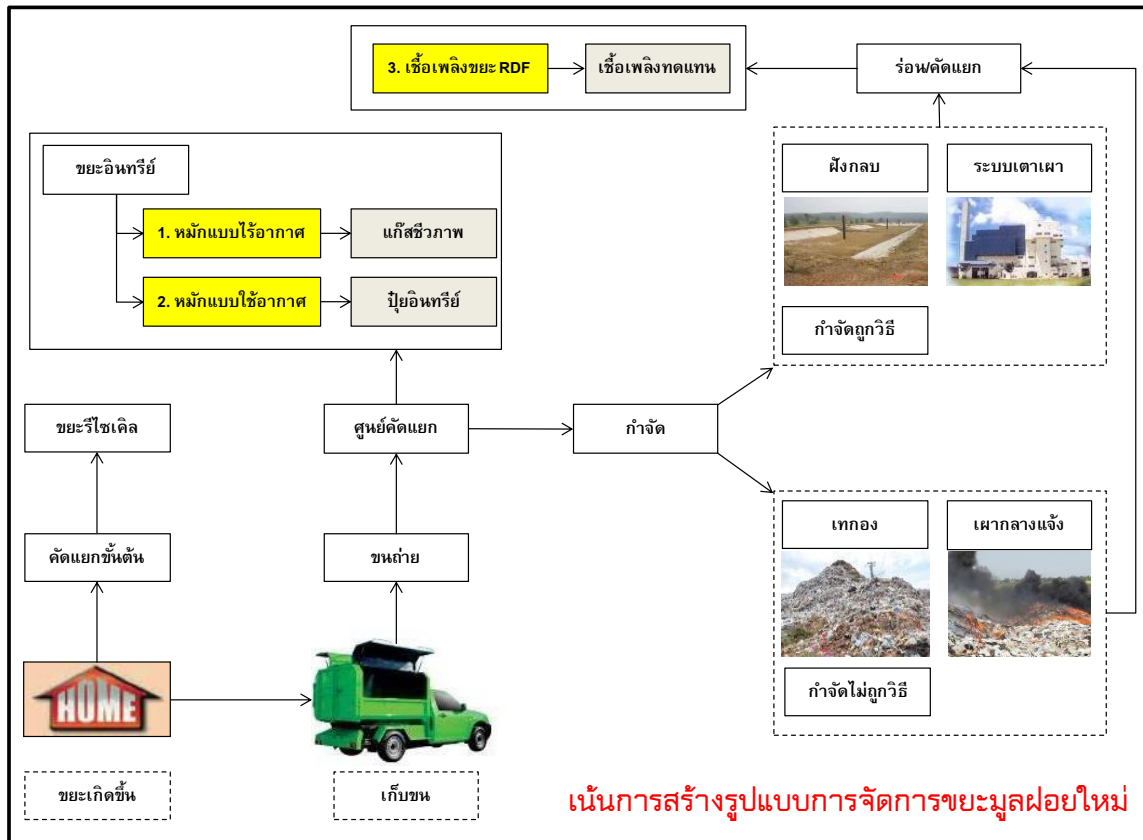 3. เชื้อเพลิงขยะ RDF
เชื้อเพลิงทดแทน
ร่อน/คัดแยก
ขยะอินทรีย์
1. หมักแบบไร้อากาศ
แก๊สชีวภาพ
2. หมักแบบใช้อากาศ
ปุ๋ยอินทรีย์
ฝังกลบ
ระบบเตาเผา
กำจัดถูกวิธี
ขยะรีไซเคิล
ศูนย์คัดแยก
กำจัด
คัดแยกขั้นต้น
ขนถ่าย
เทกอง
เผากลางแจ้ง
กำจัดไม่ถูกวิธี
HOME
ขยะเกิดขึ้น
เก็บขน
เน้นการสร้างรูปแบบการจัดการขยะมูลฝอยใหม่